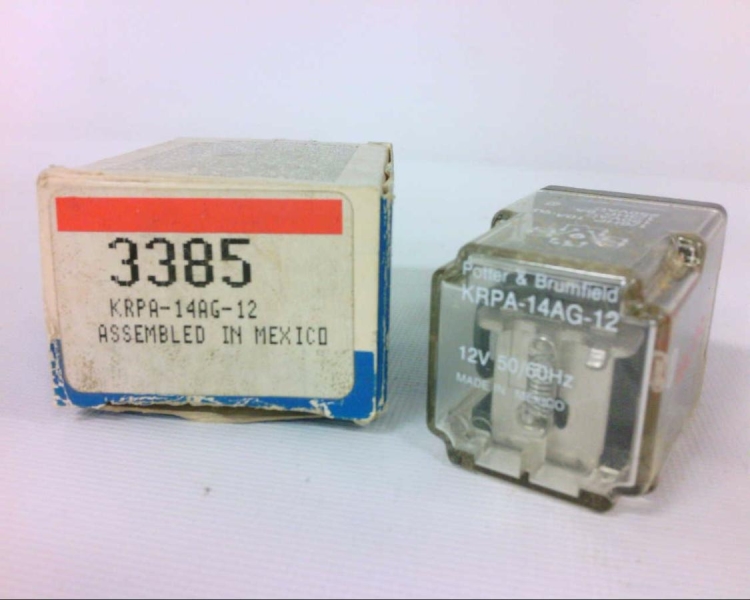 3385
KRPA-14AG-12
ASSEMBLED IN MEXICO
Potter & Brumfield
KRPA-14AG-12
12V 50/60Hz
MADE IN MEXICO